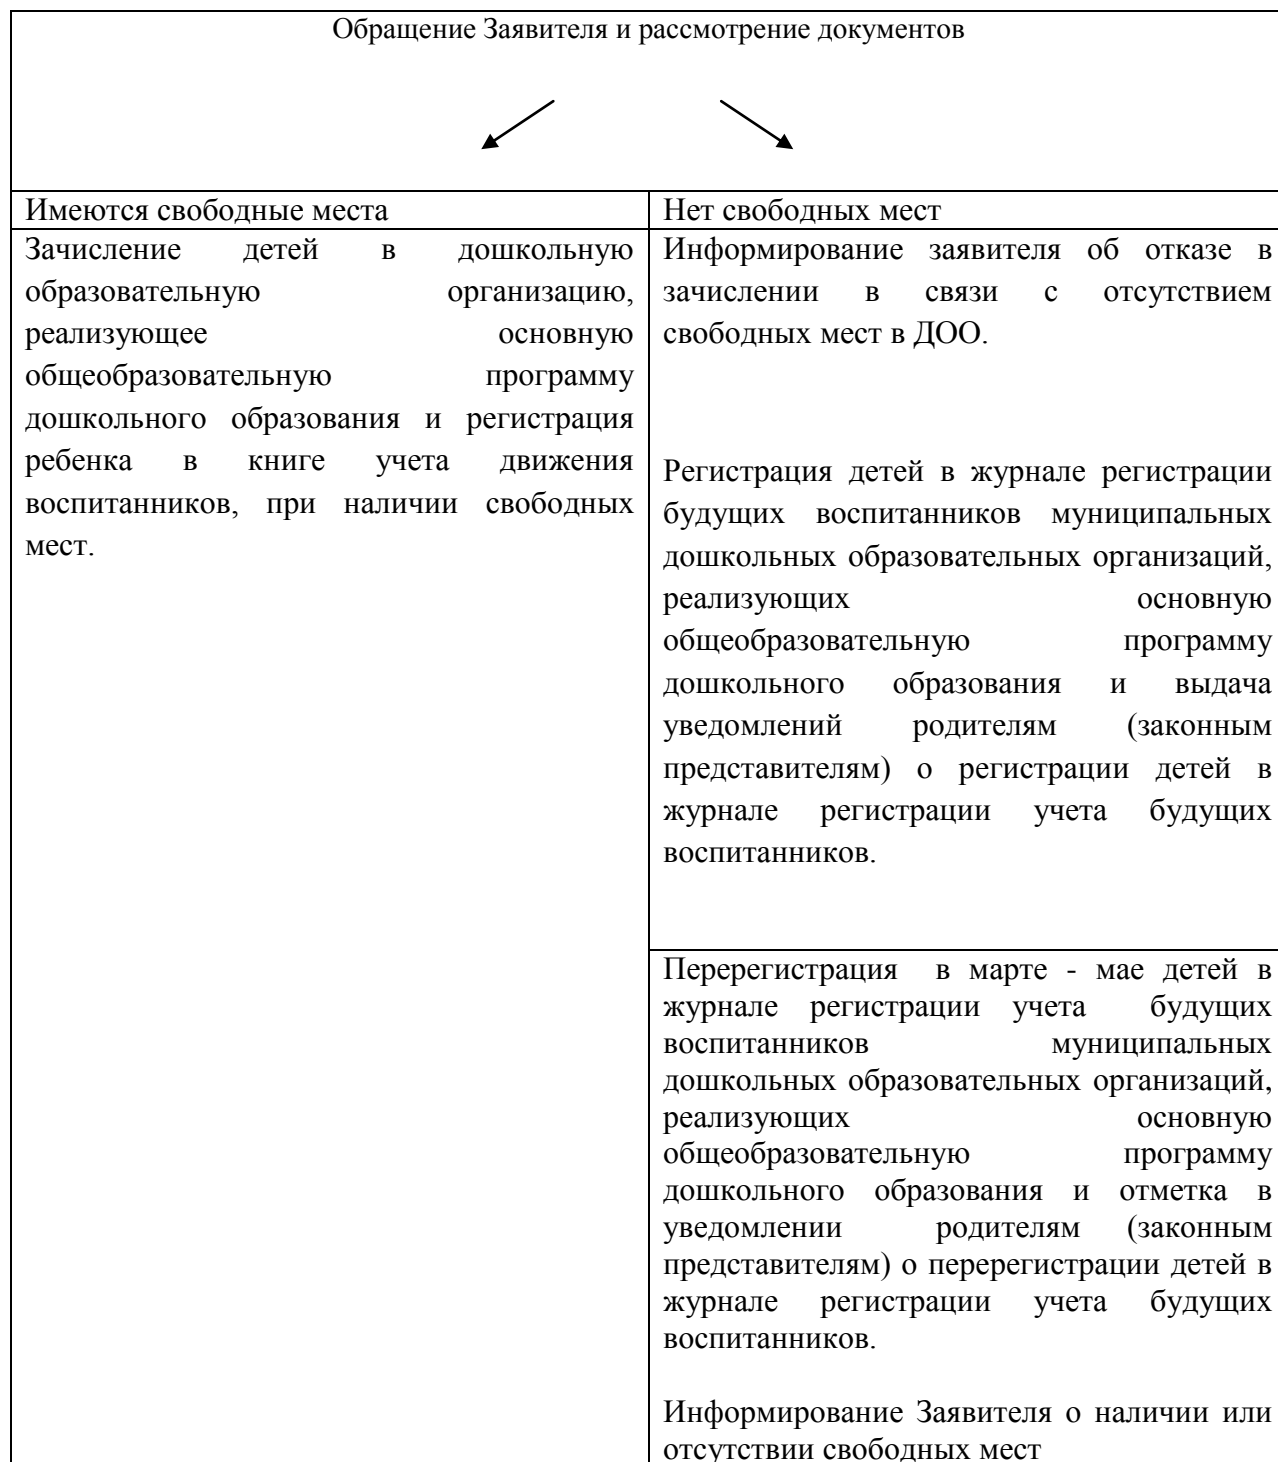 Обращение Заявителя и рассмотрение документов
Имеются свободные места
Зачисление детей в дошкольную
образовательную организацию,
реализующее основную
общеобразовательную программу
дошкольного образования и регистрация
ребенка в книге учета движения
воспитанников, при наличии свободных
мест.
Нет свободных мест
Информирование заявителя об отказе в
зачислении в связи с отсутствием
свободных мест в ДОО.
Регистрация детей в журнале регистрации
будущих воспитанников муниципальных
дошкольных образовательных организаций,
реализующих основную
общеобразовательную программу
дошкольного образования и выдача
уведомлений родителям (законным
представителям) о регистрации детей в
журнале регистрации учета будущих
воспитанников.
Перерегистрация в марте - мае детей в
журнале регистрации учета будущих
воспитанников муниципальных
дошкольных образовательных организаций,
реализующих основную
общеобразовательную программу
дошкольного образования и отметка в
уведомлении родителям (законным
представителям) о перерегистрации детей в
журнале регистрации учета будущих
воспитанников.
Информирование Заявителя о наличии или
отсутствии свободных мест